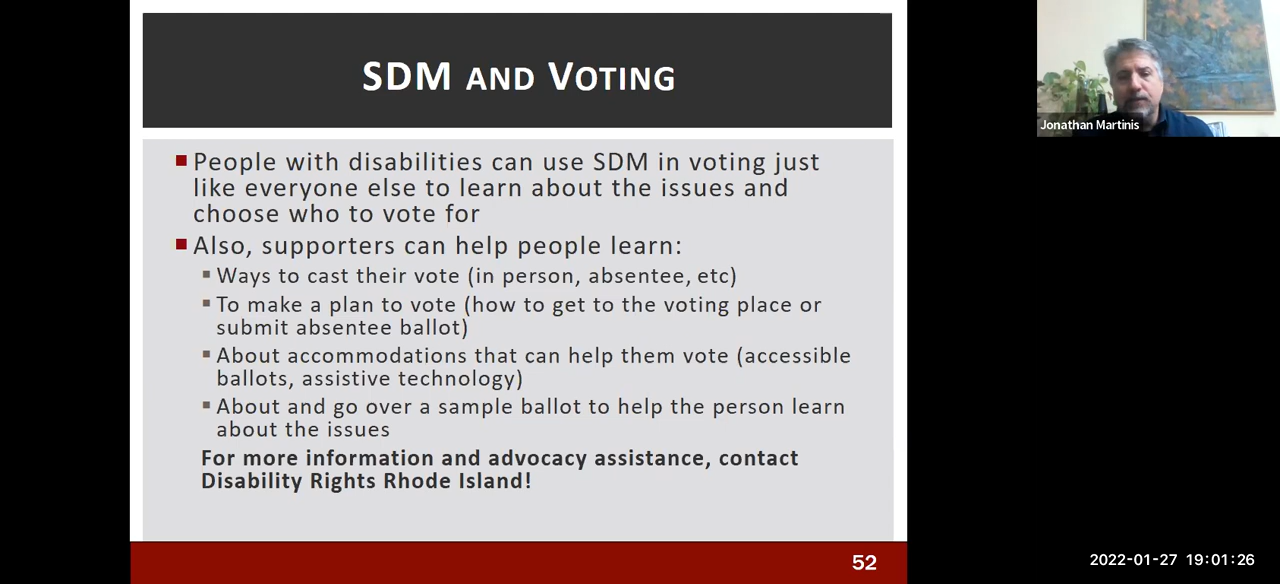 SDM AND VOTING
People with disabilities can use SDM in voting just
like everyone else to learn about the issues and
choose who to vote for
Also, supporters can help people learn:
Ways to cast their vote (in person, absentee, etc)
To make a plan to vote (how to get to the voting place or
submit absentee ballot)
About accommodations that can help them vote (accessible
ballots, assistive technology)
About and go over a sample ballot to help the person learn
about the issues
For more information and advocacy assistance, contact
Disability Rights Rhode Island!
52
Jonathan Martinis
2022-01-27 19:01:26